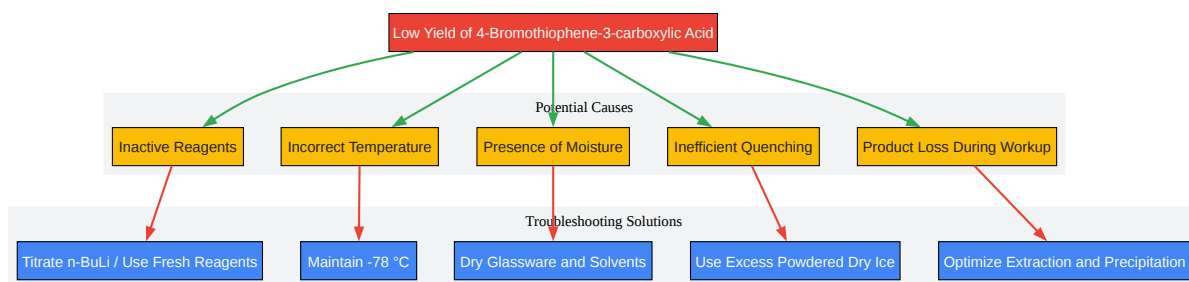 Low Yield of 4-Bromothiophene-3-carboxylic Acid
Potential Causes
Inactive Reagents
Incorrect Temperature
Presence of Moisture
Inefficient Quenching
Product Loss During Workup
Troubleshooting Solutions
Titrate n-BuLi / Use Fresh Reagents
Maintain -78 °C
Dry Glassware and Solvents
Use Excess Powdered Dry Ice
Optimize Extraction and Precipitation